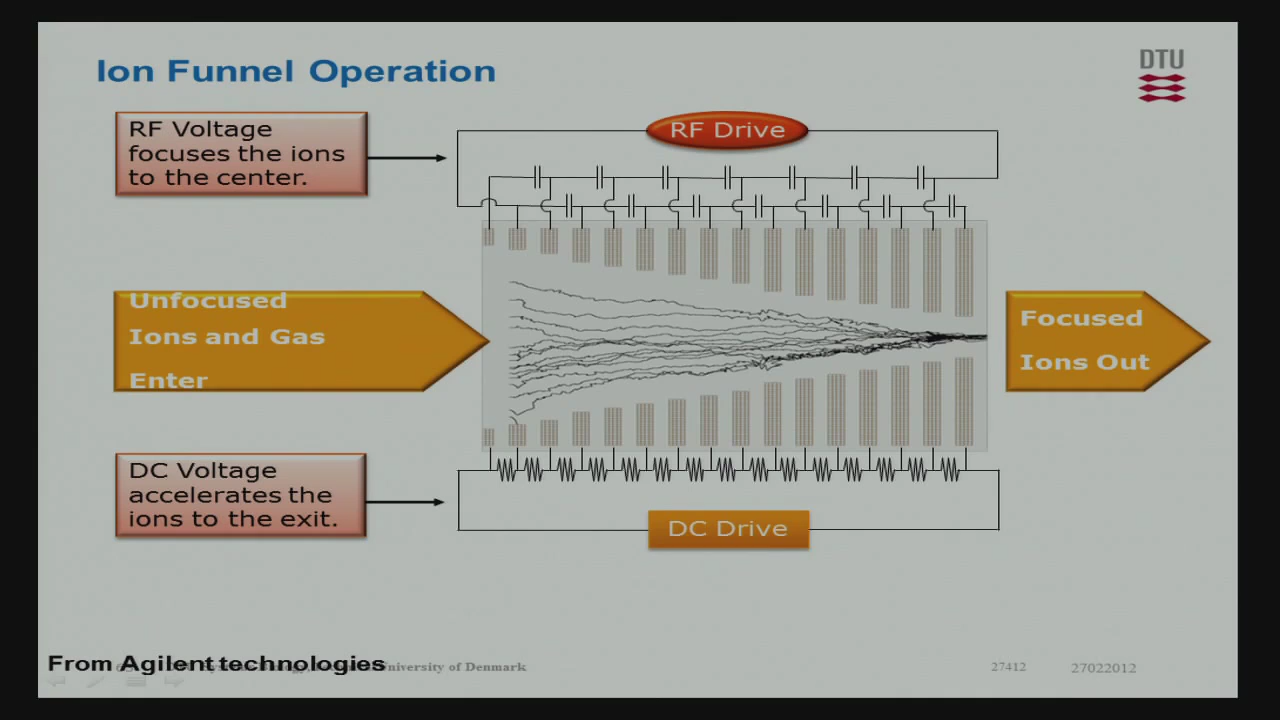 Ion Funnel Operation
DTU
RF Voltage
focuses the ions
to the center.
RF Drive
Unfocused
Ions and Gas
Enter
Focused
Ions Out
DC Voltage
accelerates the
ions to the exit.
DC Drive
From Agilent technologies
University of Denmark
27412
27022012